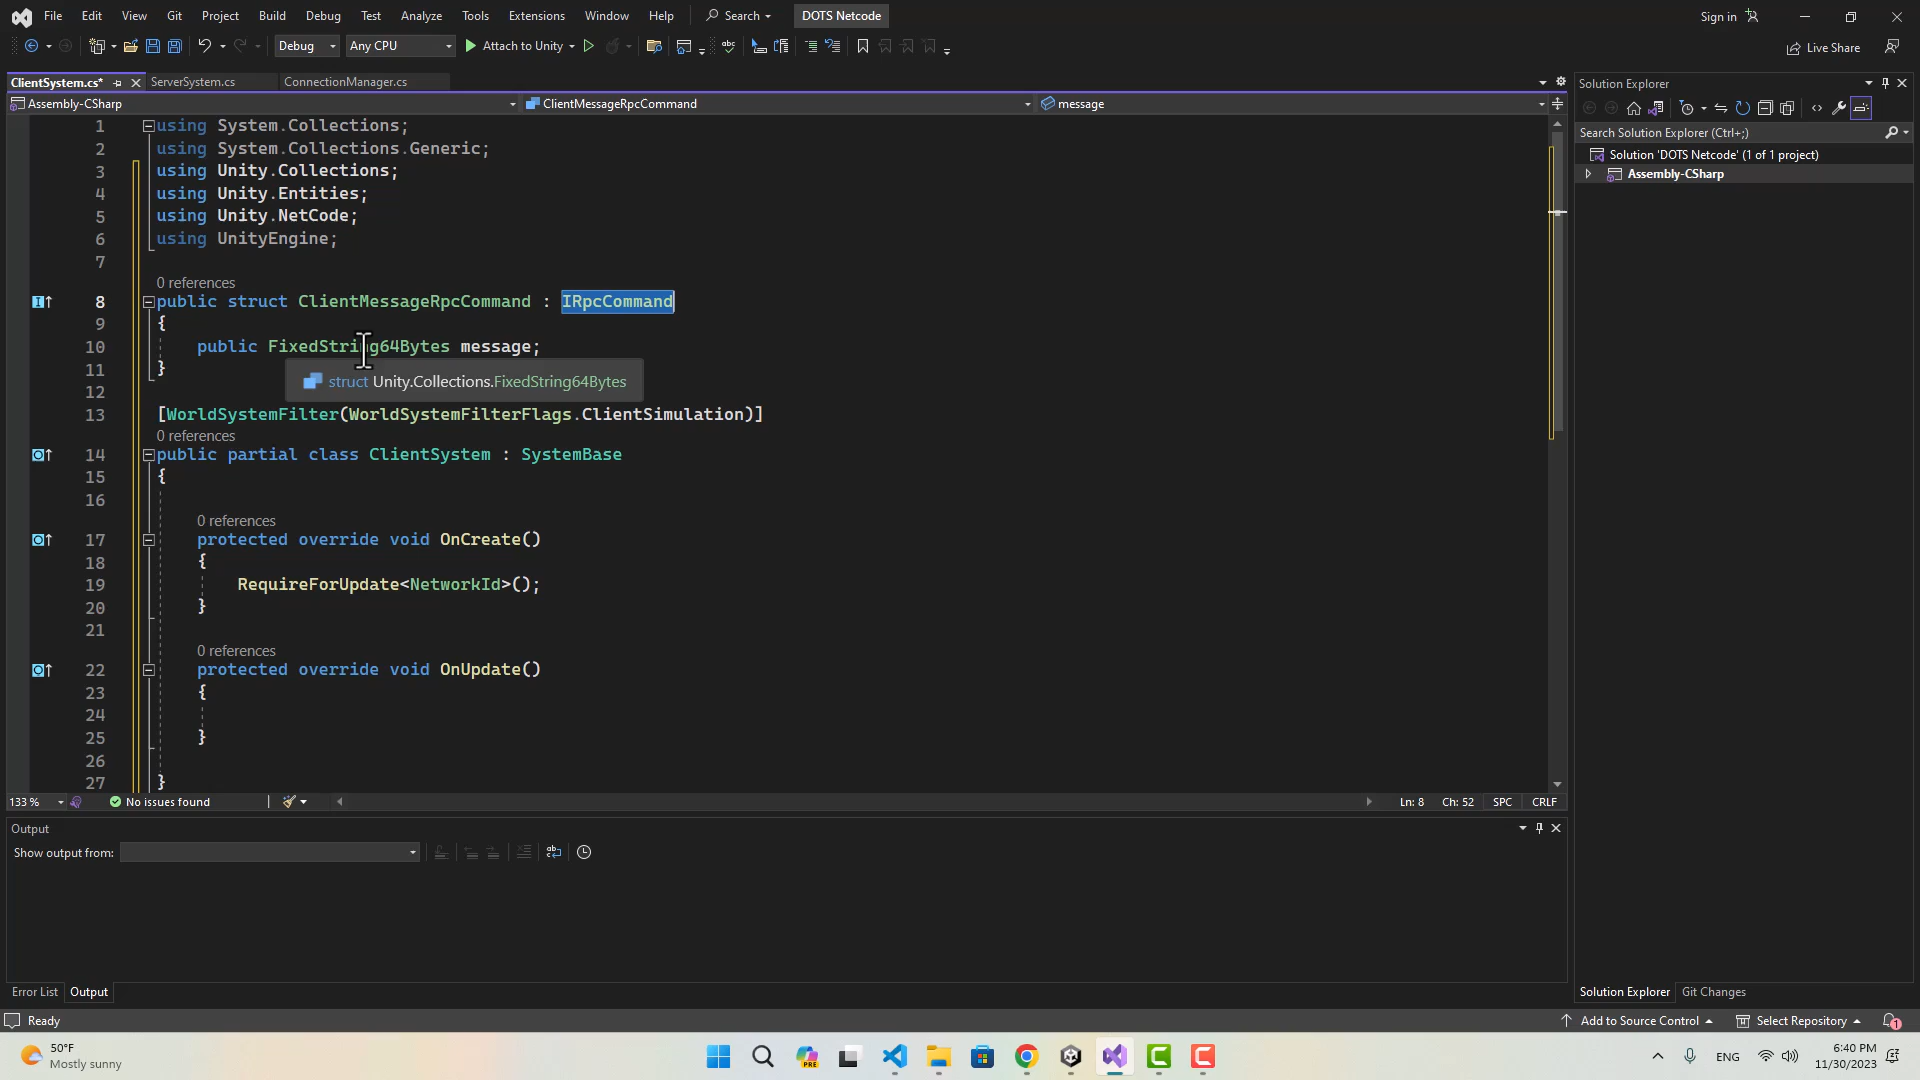 File Edit View Git Project Build Debug Test Analyze Tools Extensions Window Help Search DOTS Netcode Sign in
Debug Any CPU Attach to Unity Live Share
ClientSystem.cs* ServerSystem.cs ConnectionManager.cs
Assembly-CSharp ClientMessageRpcCommand message
1 using System.Collections;
2 using System.Collections.Generic;
3 using Unity.Collections;
4 using Unity.Entities;
5 using Unity.NetCode;
6 using UnityEngine;
7
0 references
8 public struct ClientMessageRpcCommand : IRpcCommand
9 {
10 public FixedString64Bytes message;
11 }
struct Unity.Collections.FixedString64Bytes
12
13 [WorldSystemFilter(WorldSystemFilterFlags.ClientSimulation)]
0 references
14 public partial class ClientSystem : SystemBase
15 {
16
0 references
17 protected override void OnCreate()
18 {
19 RequireForUpdate<NetworkId>();
20 }
21
0 references
22 protected override void OnUpdate()
23 {
24
25 }
26
27 }
133 % No issues found Ln: 8 Ch: 52 SPC CRLF
Output
Show output from:
Error List Output
Solution Explorer
Search Solution Explorer (Ctrl+;)
Solution 'DOTS Netcode' (1 of 1 project)
Assembly-CSharp
Solution Explorer Git Changes
Ready Add to Source Control Select Repository 1
50°F
Mostly sunny
PRE
ENG
6:40 PM
11/30/2023